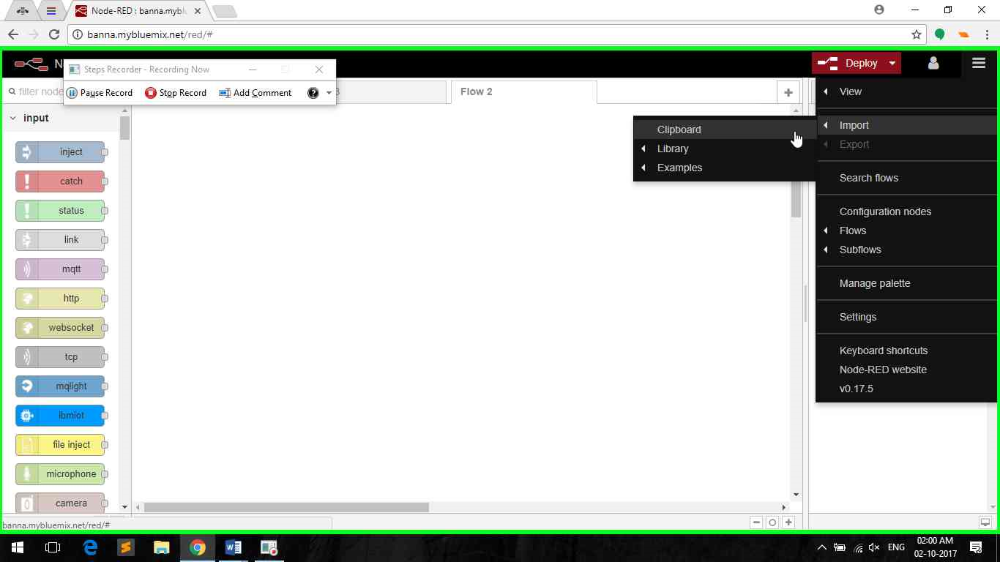 Node-RED : banna.mybl
banna.mybluemix.net/red/#
N
Deploy
Steps Recorder - Recording Now
Pause Record
Stop Record
Add Comment
?
filter node
3
Flow 2
+
View
Import
Export
Search flows
Configuration nodes
Flows
Subflows
Manage palette
Settings
Keyboard shortcuts
Node-RED website
v0.17.5
Clipboard
Library
Examples
input
inject
catch
status
link
mqtt
http
websocket
tcp
mqlight
ibmiot
file inject
microphone
camera
banna.mybluemix.net/red/#
ENG
02:00 AM
02-10-2017